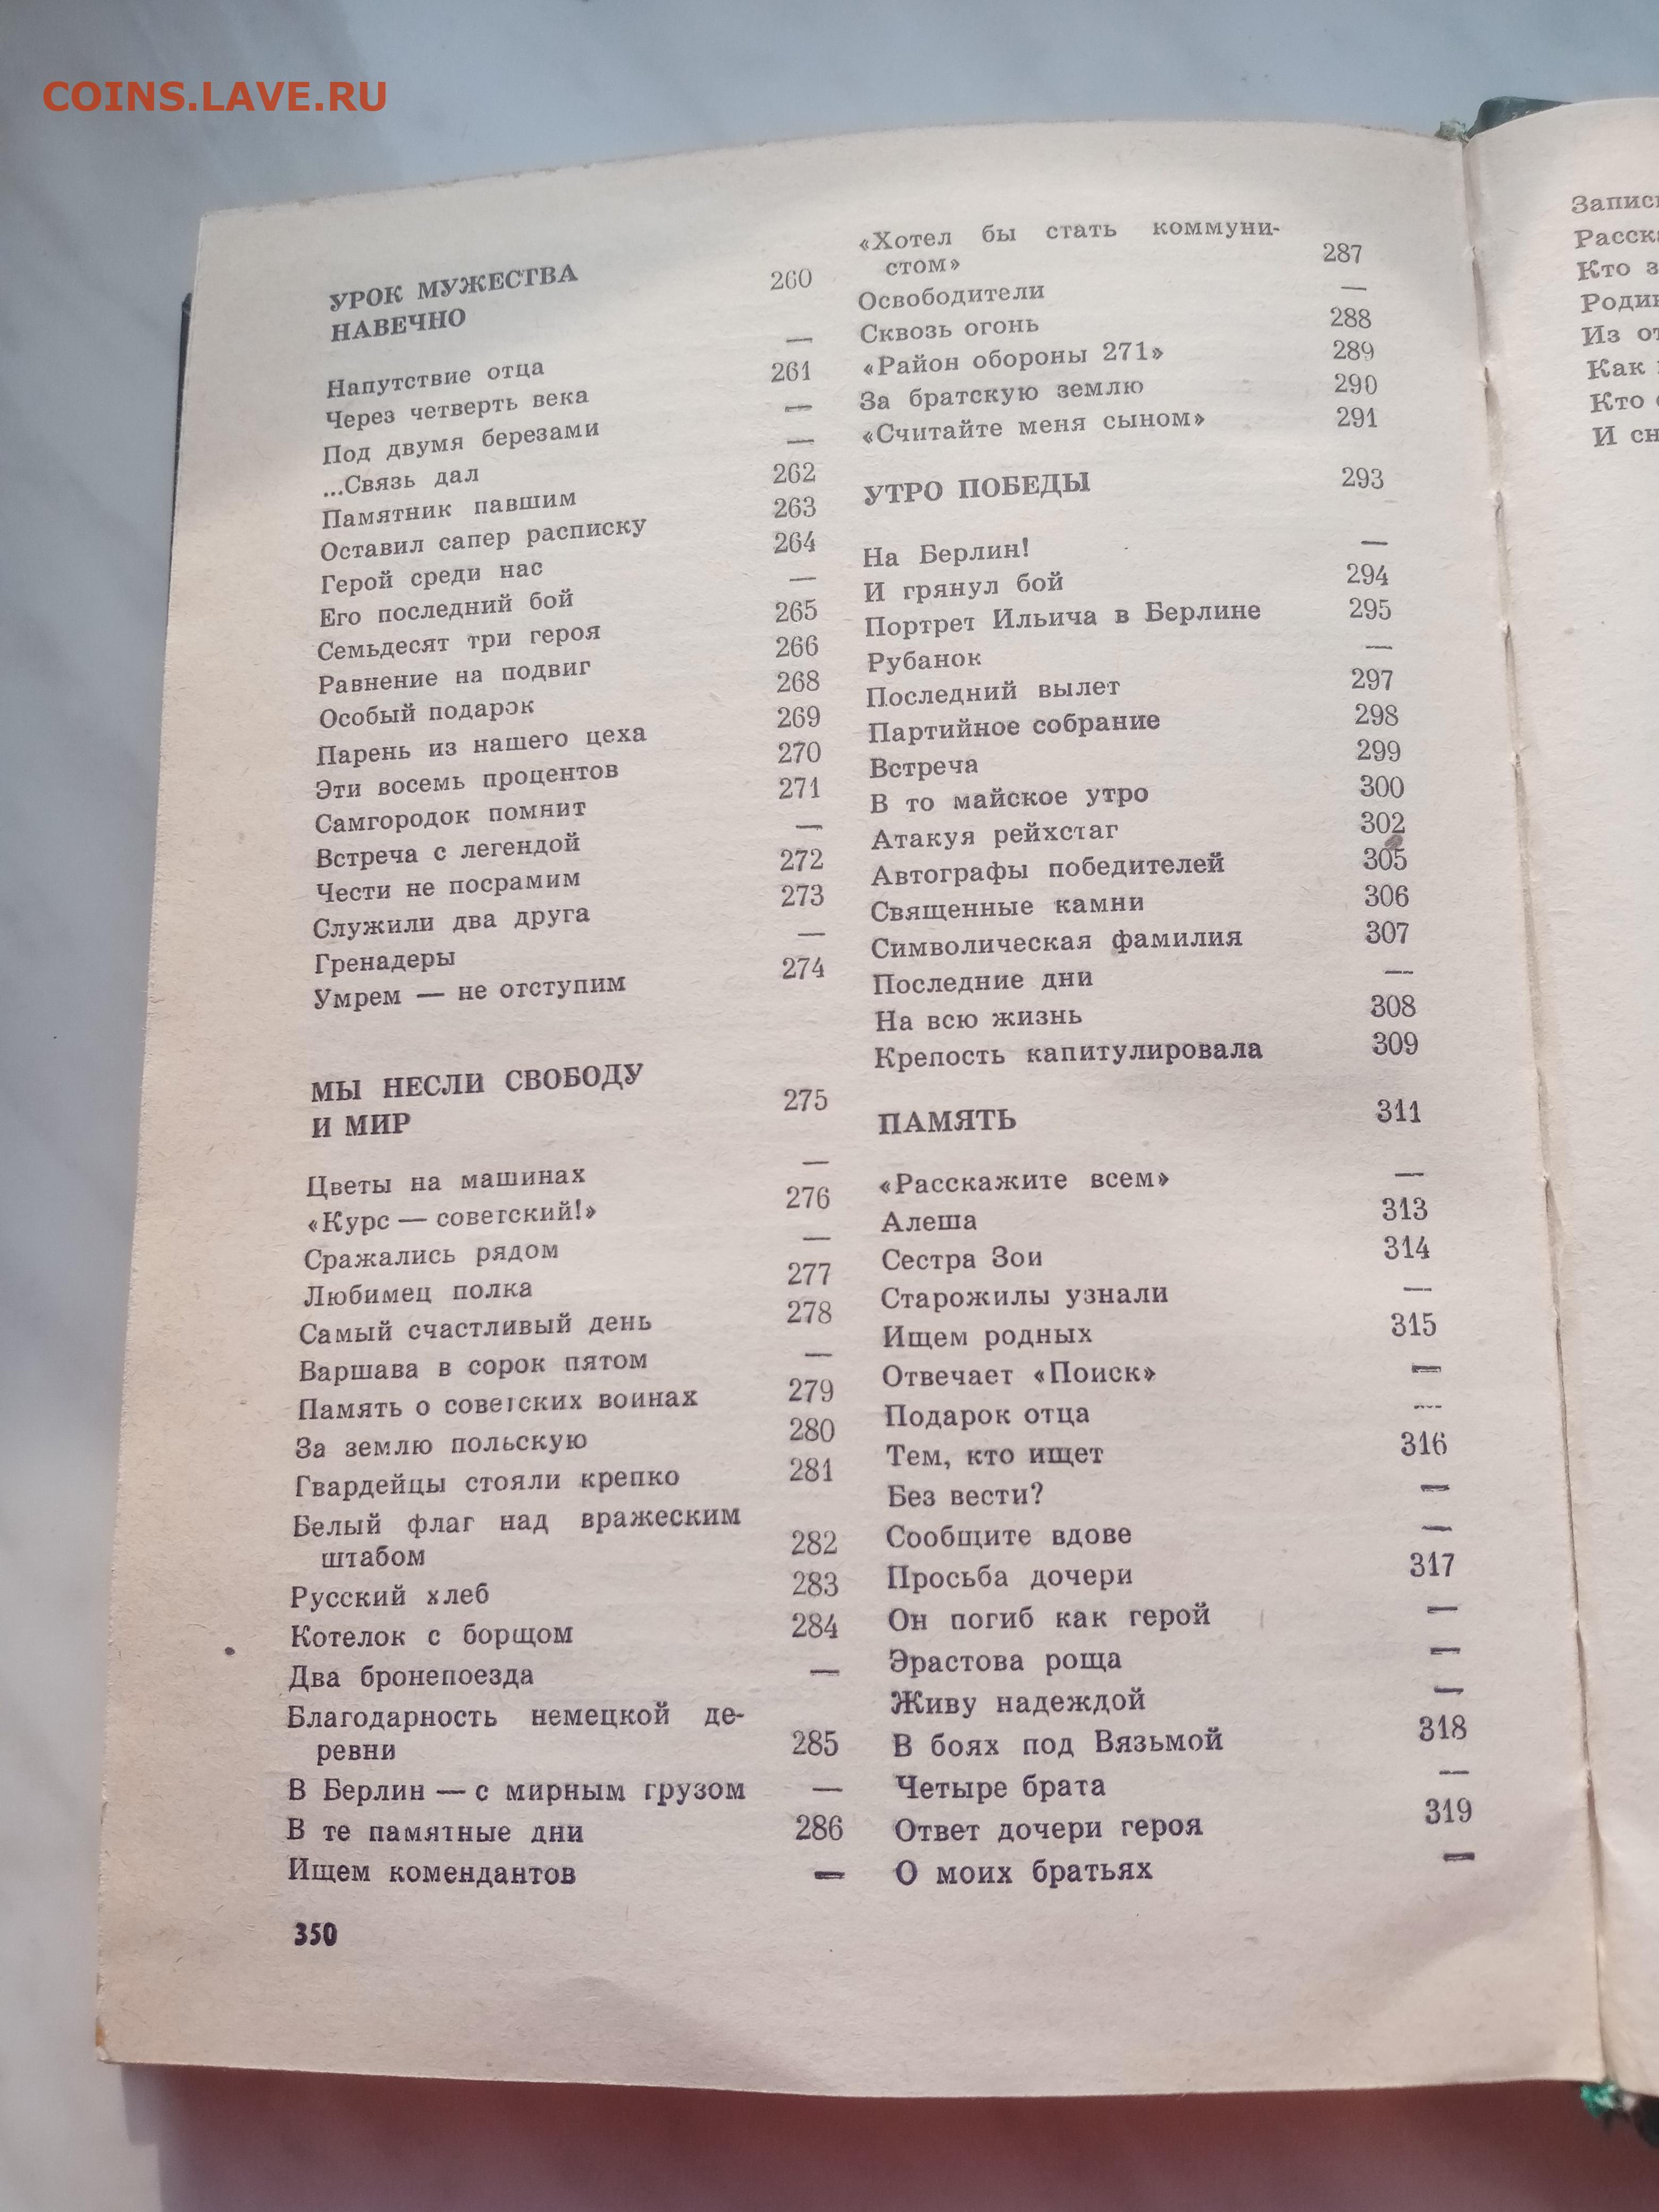 COINS.LAVE.RU
УРОК МУЖЕСТВА 260
НАВЕЧНО
Напутствие отца —
Через четверть века 261
Под двумя березами —
...Связь дал —
Памятник павшим 262
Оставил сапер расписку 263
Герой среди нас 264
Его последний бой —
Семьдесят три героя 265
Равнение на подвиг 266
Особый подарок 268
Парень из нашего цеха 269
Эти восемь процентов 270
Самгородок помнит 271
Встреча с легендой —
Чести не посрамим 272
Служили два друга 273
Гренадеры —
Умрем — не отступим 274
МЫ НЕСЛИ СВОБОДУ
И МИР 275
Цветы на машинах —
«Курс — советский!» 276
Сражались рядом —
Любимец полка 277
Самый счастливый день 278
Варшава в сорок пятом —
Память о советских воинах 279
За землю польскую 280
Гвардейцы стояли крепко 281
Белый флаг над вражеским
штабом 282
Русский хлеб 283
Котелок с борщом 284
Два бронепоезда —
Благодарность немецкой де-
ревни 285
В Берлин — с мирным грузом —
В те памятные дни 286
Ищем комендантов —
350
«Хотел бы стать коммуни-
стом» 287
Освободители —
Сквозь огонь 288
«Район обороны 271» 289
За братскую землю 290
«Считайте меня сыном» 291
УТРО ПОБЕДЫ 293
На Берлин! —
И грянул бой 294
Портрет Ильича в Берлине 295
Рубанок —
Последний вылет 297
Партийное собрание 298
Встреча 299
В то майское утро 300
Атакуя рейхстаг 302
Автографы победителей 305
Священные камни 306
Символическая фамилия 307
Последние дни —
На всю жизнь 308
Крепость капитулировала 309
ПАМЯТЬ 311
«Расскажите всем» —
Алеша 313
Сестра Зои 314
Старожилы узнали —
Ищем родных 315
Отвечает «Поиск» —
Подарок отца —
Тем, кто ищет 316
Без вести? —
Сообщите вдове —
Просьба дочери 317
Он погиб как герой —
Эрастова роща —
Живу надеждой —
В боях под Вязьмой 318
Четыре брата —
Ответ дочери героя 319
О моих братьях —
Кто з
Из от
Как
Кто
И сн